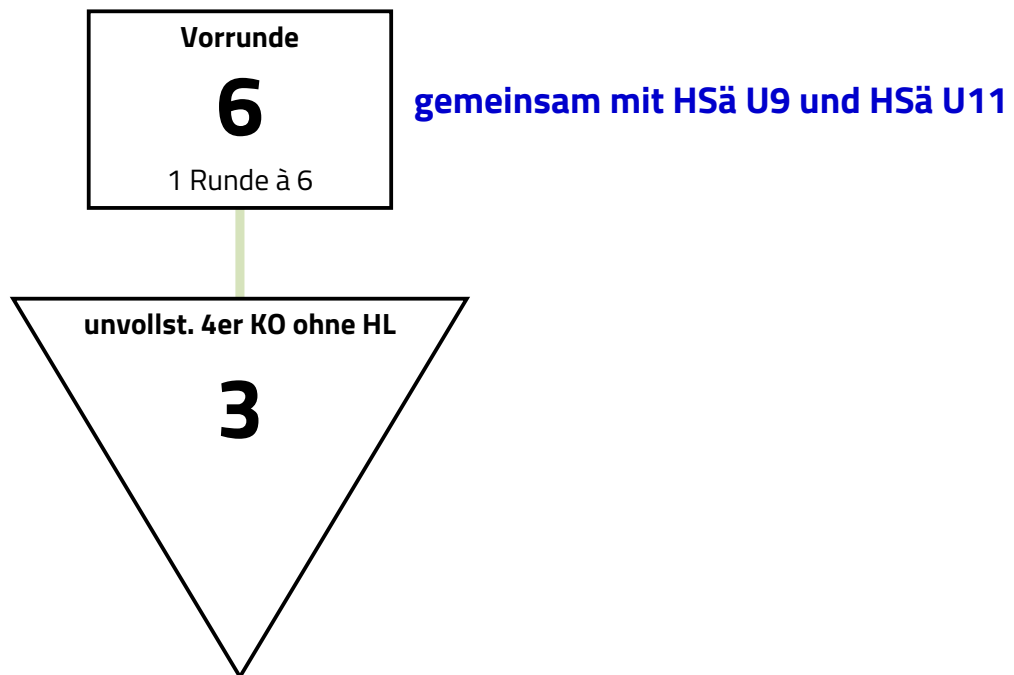 Vorrunde
6
gemeinsam mit HSä U9 und HSä U11
1 Runde à 6
unvollst. 4er KO ohne HL
3